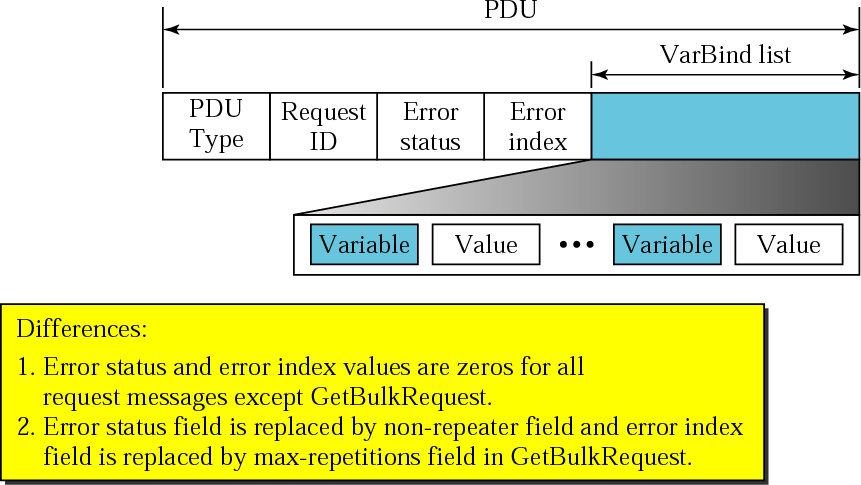 PDU
VarBind list
PDU Type
Request ID
Error status
Error index
Variable Value ••• Variable Value
Differences:
1. Error status and error index values are zeros for all
request messages except GetBulkRequest.
2. Error status field is replaced by non-repeater field and error index
field is replaced by max-repetitions field in GetBulkRequest.